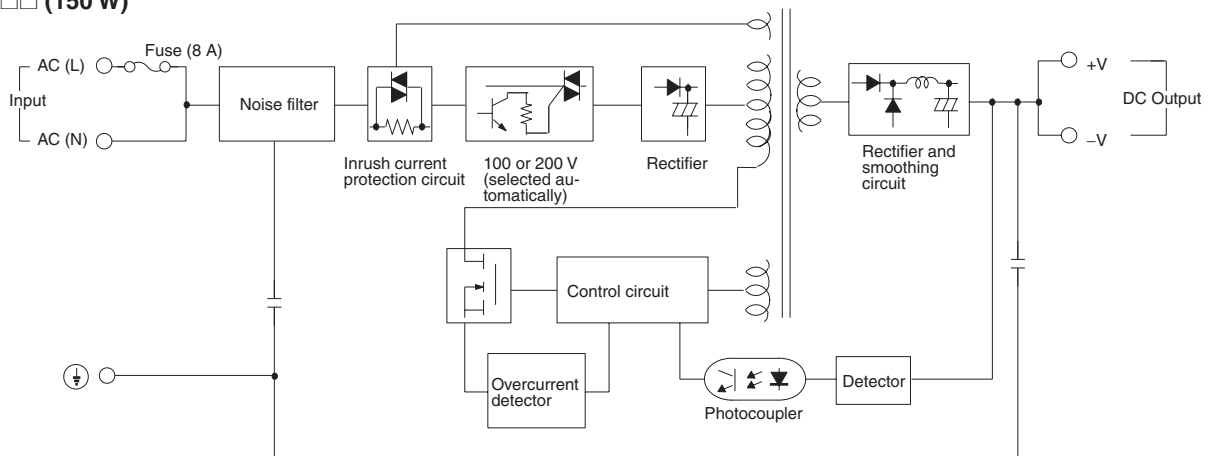 □□ (150 W)
Fuse (8 A)
AC (L)
Input
AC (N)
Noise filter
Inrush current
protection circuit
100 or 200 V
(selected au-
tomatically)
Rectifier
Rectifier and
smoothing
circuit
+V
DC Output
–V
Control circuit
Overcurrent
detector
Photocoupler
Detector